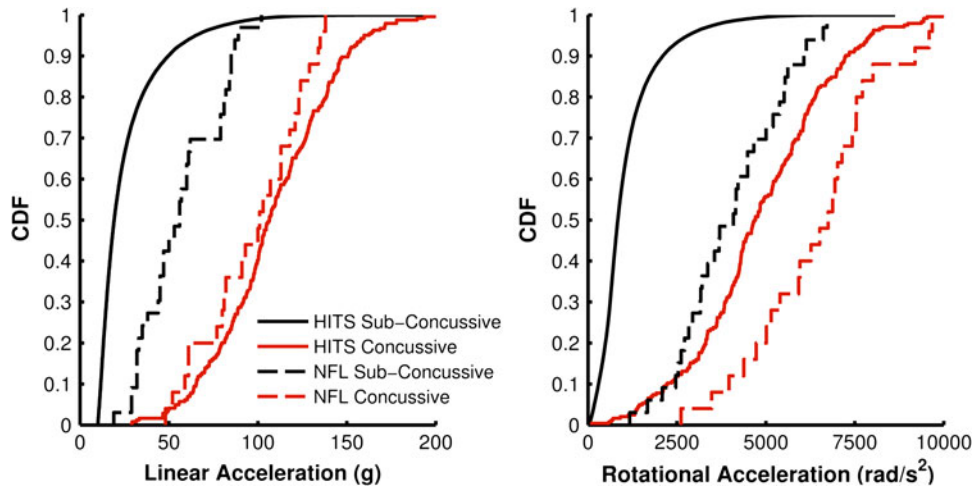 1
0.9
0.8
0.7
0.6
0.5
0.4
0.3
0.2
0.1
0
CDF
0 50 100 150 200
Linear Acceleration (g)
HITS Sub-Concussive
HITS Concussive
NFL Sub-Concussive
NFL Concussive
1
0.9
0.8
0.7
0.6
0.5
0.4
0.3
0.2
0.1
0
CDF
0 2500 5000 7500 10000
Rotational Acceleration (rad/s²)